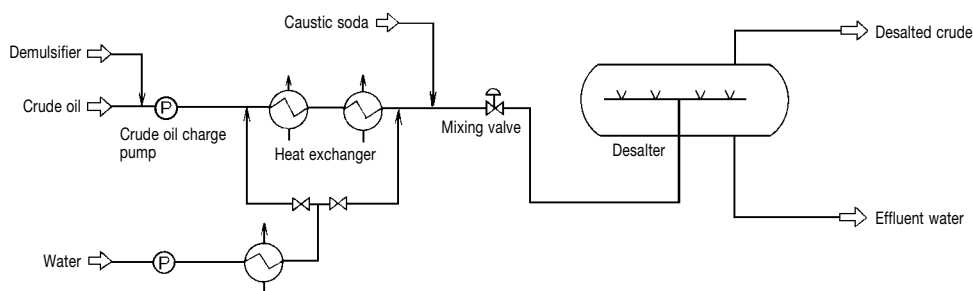 Caustic soda
Demulsifier
Desalted crude
Crude oil
P
Crude oil charge
pump
Heat exchanger
Mixing valve
Desalter
Effluent water
Water
P